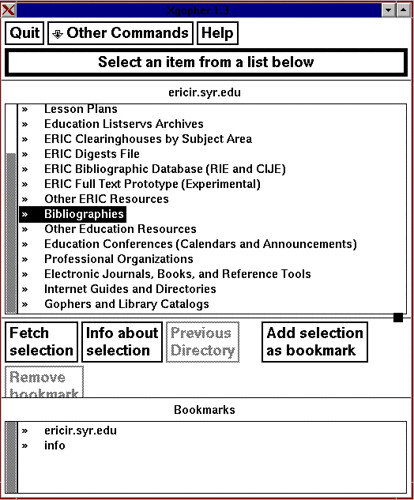 Xgopher 1.3
Quit
Other Commands
Help
Select an item from a list below
ericir.syr.edu
» Lesson Plans
» Education Listservs Archives
» ERIC Clearinghouses by Subject Area
» ERIC Digests File
» ERIC Bibliographic Database (RIE and CIJE)
» ERIC Full Text Prototype (Experimental)
» Other ERIC Resources
» Bibliographies
» Other Education Resources
» Education Conferences (Calendars and Announcements)
» Professional Organizations
» Electronic Journals, Books, and Reference Tools
» Internet Guides and Directories
» Gophers and Library Catalogs
Fetch
selection
Info about
selection
Previous
Directory
Add selection
as bookmark
Remove
bookmark
Bookmarks
» ericir.syr.edu
» info